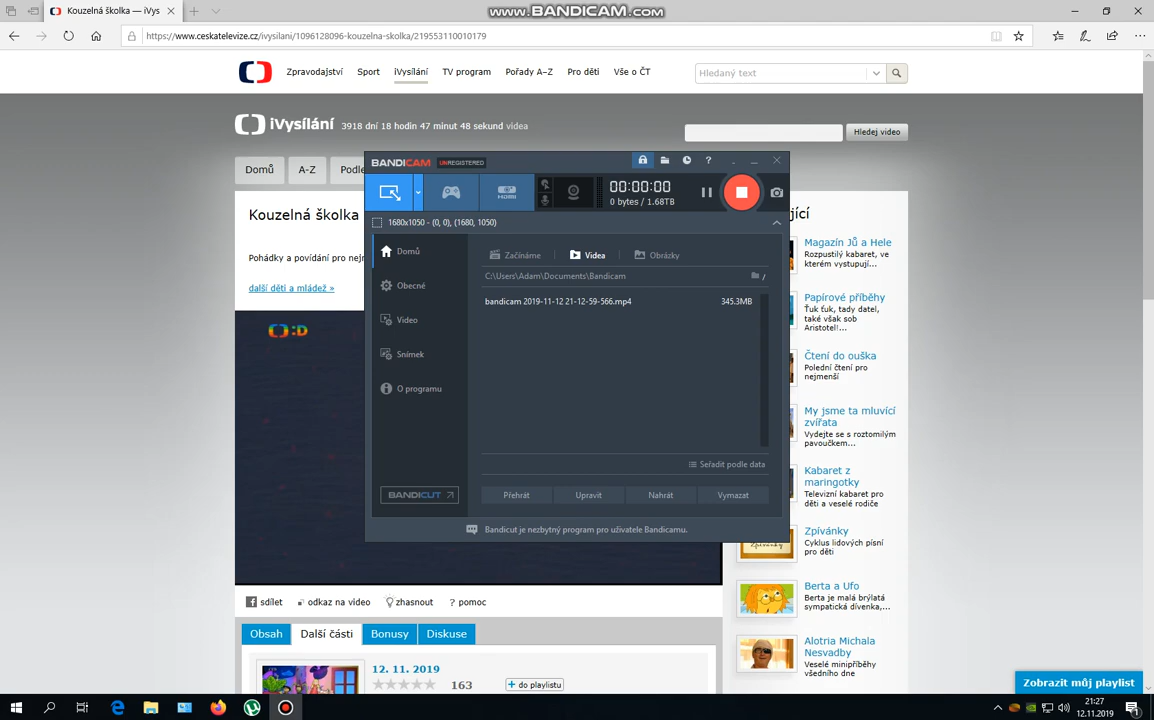 www.BANDICAM.com
Kouzelná školka — iVys
https://www.ceskatelevize.cz/ivysilani/1096128096-kouzelna-skolka/219553110010179
Zpravodajství Sport iVysílání TV program Pořady A–Z Pro děti Vše o ČT
Hledaný text
iVysílání 3918 dní 18 hodin 47 minut 48 sekund videa
Hledej video
Domů A-Z Podle
Kouzelná školka
Pohádky a povídání pro nejm
další děti a mládež »
:D
BANDICAM UNREGISTERED
HDMI
00:00:00
0 bytes / 1.68TB
1680x1050 - (0, 0), (1680, 1050)
Domů
Obecné
Video
Snímek
O programu
BANDICUT
Začínáme Videa Obrázky
C:\Users\Adam\Documents\Bandicam
bandicam 2019-11-12 21-12-59-566.mp4 345.3MB
Seřadit podle data
Přehrát Upravit Nahrát Vymazat
Bandicut je nezbytný program pro uživatele Bandicamu.
jící
Magazín Jů a Hele
Rozpustilý kabaret, ve
kterém vystupují...
Papírové příběhy
Ťuk ťuk, tady datel,
také však sob
Aristotel!...
Čtení do ouška
Polední čtení pro
nejmenší
My jsme ta mluvící
zvířata
Vydejte se s roztomilým
pavoučkem...
Kabaret z
maringotky
Televizní kabaret pro
děti a veselé rodiče
Zpívánky
Zpívánky
Cyklus lidových písní
pro děti
Berta a Ufo
Berta je malá brýlatá
sympatická dívenka,...
Alotria Michala
Nesvadby
Veselé minipříběhy
všedního dne
sdílet odkaz na video zhasnout ? pomoc
Obsah Další části Bonusy Diskuse
12. 11. 2019
163
+ do playlistu
Zobrazit můj playlist
21:27
12.11.2019
1